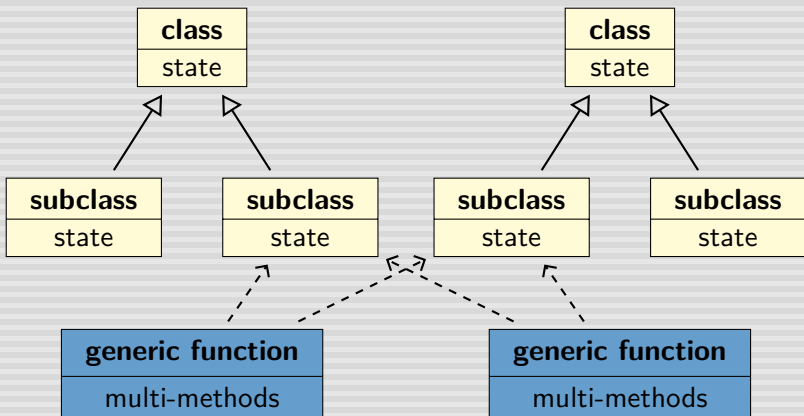 class
state
class
state
subclass
state
subclass
state
subclass
state
subclass
state
generic function
multi-methods
generic function
multi-methods